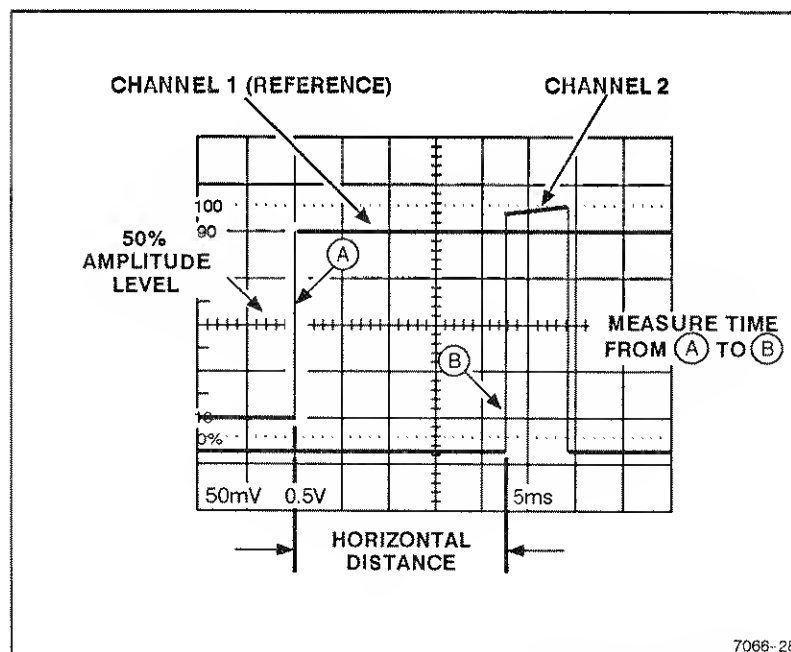 CHANNEL 1 (REFERENCE)
CHANNEL 2
100
90
50%
AMPLITUDE
LEVEL
A
MEASURE TIME
FROM A TO B
B
0%
50mV 0.5V 5ms
HORIZONTAL
DISTANCE
7066-28